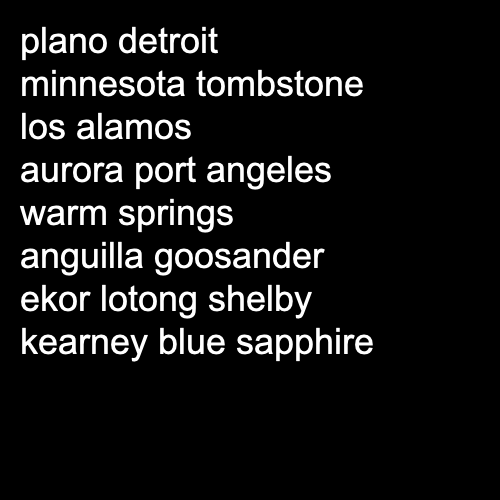 plano detroit
minnesota tombstone
los alamos
aurora port angeles
warm springs
anguilla goosander
ekor lotong shelby
kearney blue sapphire